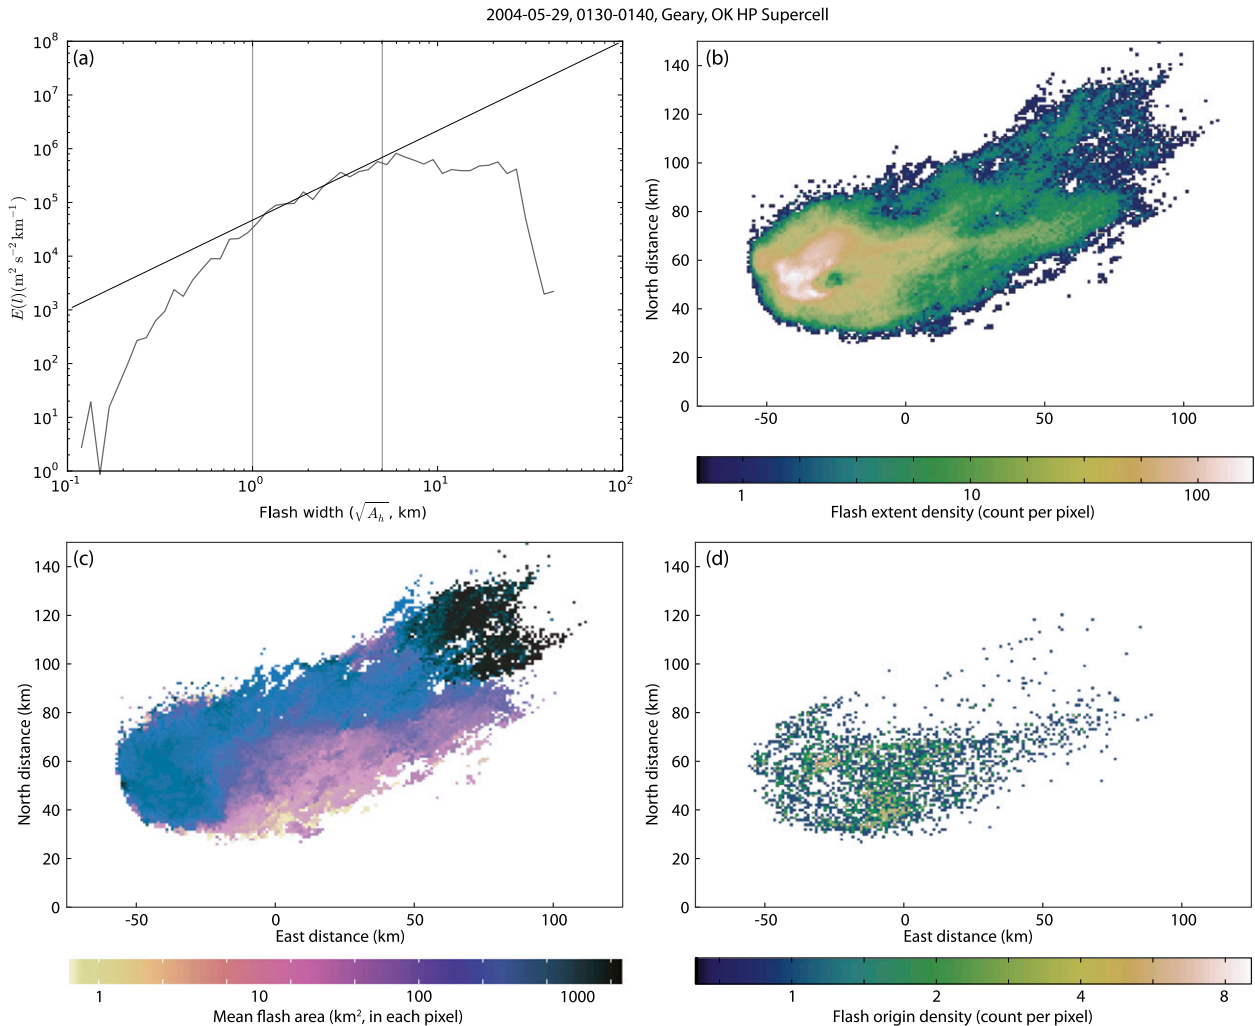 2004-05-29, 0130-0140, Geary, OK HP Supercell
(a)
10^8
10^7
10^6
10^5
10^4
10^3
10^2
10^1
10^0
E(l)(m^2 s^-2 km^-1)
10^-1 10^0 10^1 10^2
Flash width (√A_h, km)
(b)
140
120
100
80
60
40
20
0
North distance (km)
-50 0 50 100
1 10 100
Flash extent density (count per pixel)
(c)
140
120
100
80
60
40
20
0
North distance (km)
-50 0 50 100
East distance (km)
1 10 100 1000
Mean flash area (km², in each pixel)
(d)
140
120
100
80
60
40
20
0
North distance (km)
-50 0 50 100
East distance (km)
1 2 4 8
Flash origin density (count per pixel)